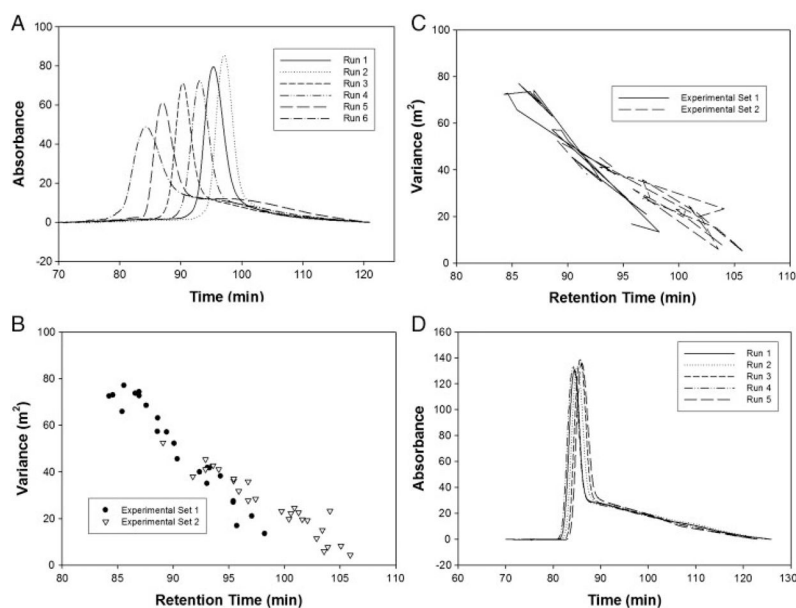 A
100
80
60
40
20
0
-20
Absorbance
70 80 90 100 110 120
Time (min)
Run 1
Run 2
Run 3
Run 4
Run 5
Run 6
C
100
80
60
40
20
0
Variance (m²)
80 85 90 95 100 105 110
Retention Time (min)
Experimental Set 1
Experimental Set 2
B
100
80
60
40
20
0
Variance (m²)
80 85 90 95 100 105 110
Retention Time (min)
Experimental Set 1
Experimental Set 2
D
160
140
120
100
80
60
40
20
0
-20
Absorbance
60 70 80 90 100 110 120 130
Time (min)
Run 1
Run 2
Run 3
Run 4
Run 5